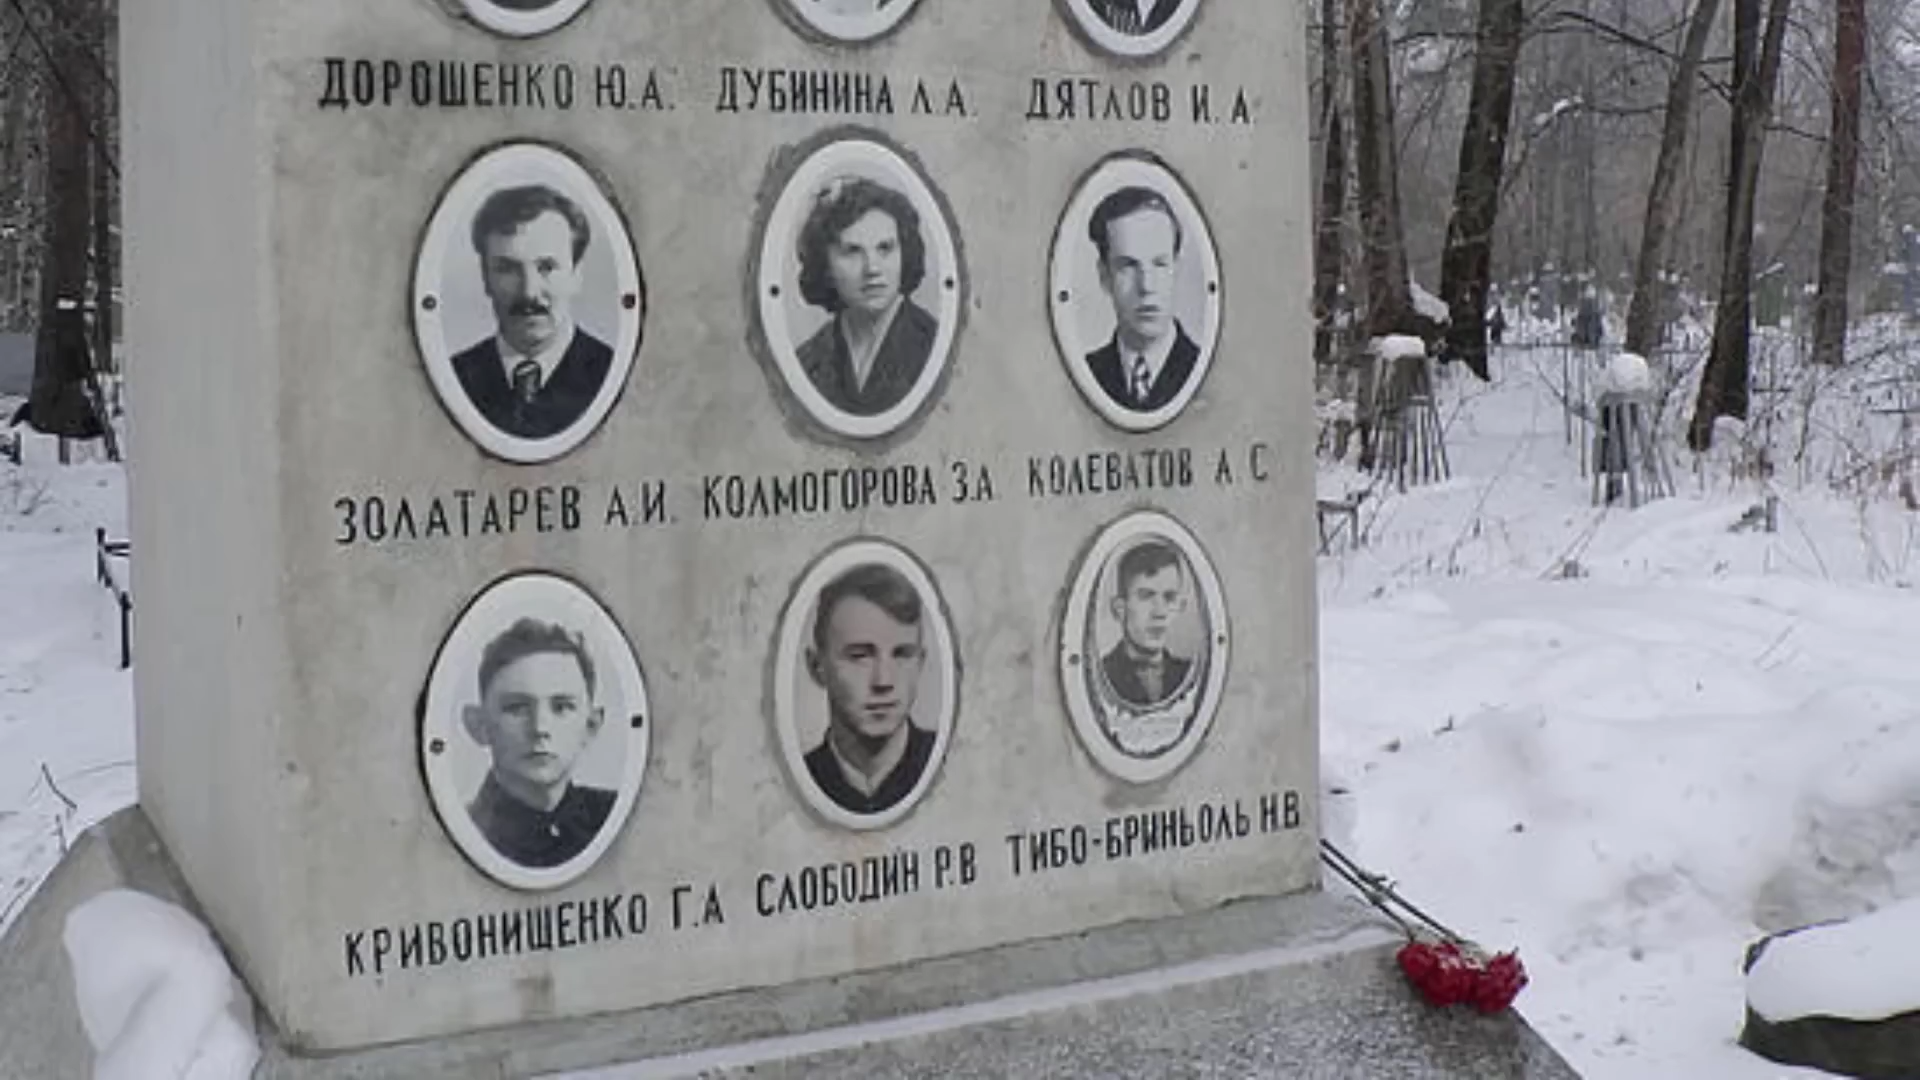 ДОРОШЕНКО Ю.А. ДУБИНИНА Л.А. ДЯТЛОВ И. А.
ЗОЛАТАРЕВ А.И. КОЛМОГОРОВА З.А КОЛЕВАТОВ А С
КРИВОНИЩЕНКО Г.А СЛОБОДИН Р.В ТИБО-БРИНЬОЛЬ Н.В